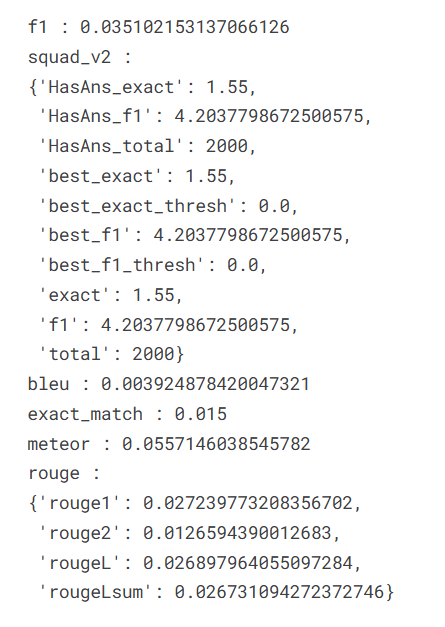 f1 : 0.035102153137066126
squad_v2 :
{'HasAns_exact': 1.55,
 'HasAns_f1': 4.2037798672500575,
 'HasAns_total': 2000,
 'best_exact': 1.55,
 'best_exact_thresh': 0.0,
 'best_f1': 4.2037798672500575,
 'best_f1_thresh': 0.0,
 'exact': 1.55,
 'f1': 4.2037798672500575,
 'total': 2000}
bleu : 0.003924878420047321
exact_match : 0.015
meteor : 0.0557146038545782
rouge :
{'rouge1': 0.027239773208356702,
 'rouge2': 0.0126594390012683,
 'rougeL': 0.026897964055097284,
 'rougeLsum': 0.026731094272372746}